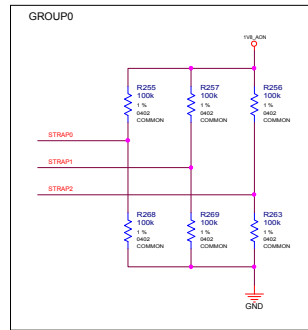 GROUP0
1V8_AON
R255
100k
1 %
0402
COMMON
R257
100k
1 %
0402
COMMON
R256
100k
1 %
0402
COMMON
STRAP0
STRAP1
STRAP2
R268
100k
1 %
0402
COMMON
R269
100k
1 %
0402
COMMON
R263
100k
1 %
0402
COMMON
GND